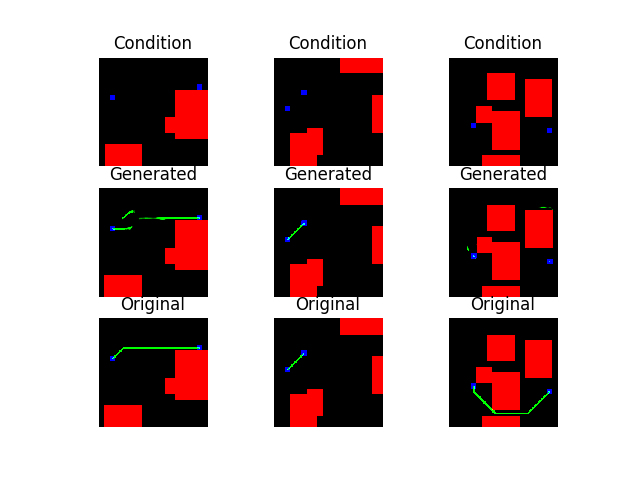 Condition Condition Condition
Generated Generated Generated
Original Original Original